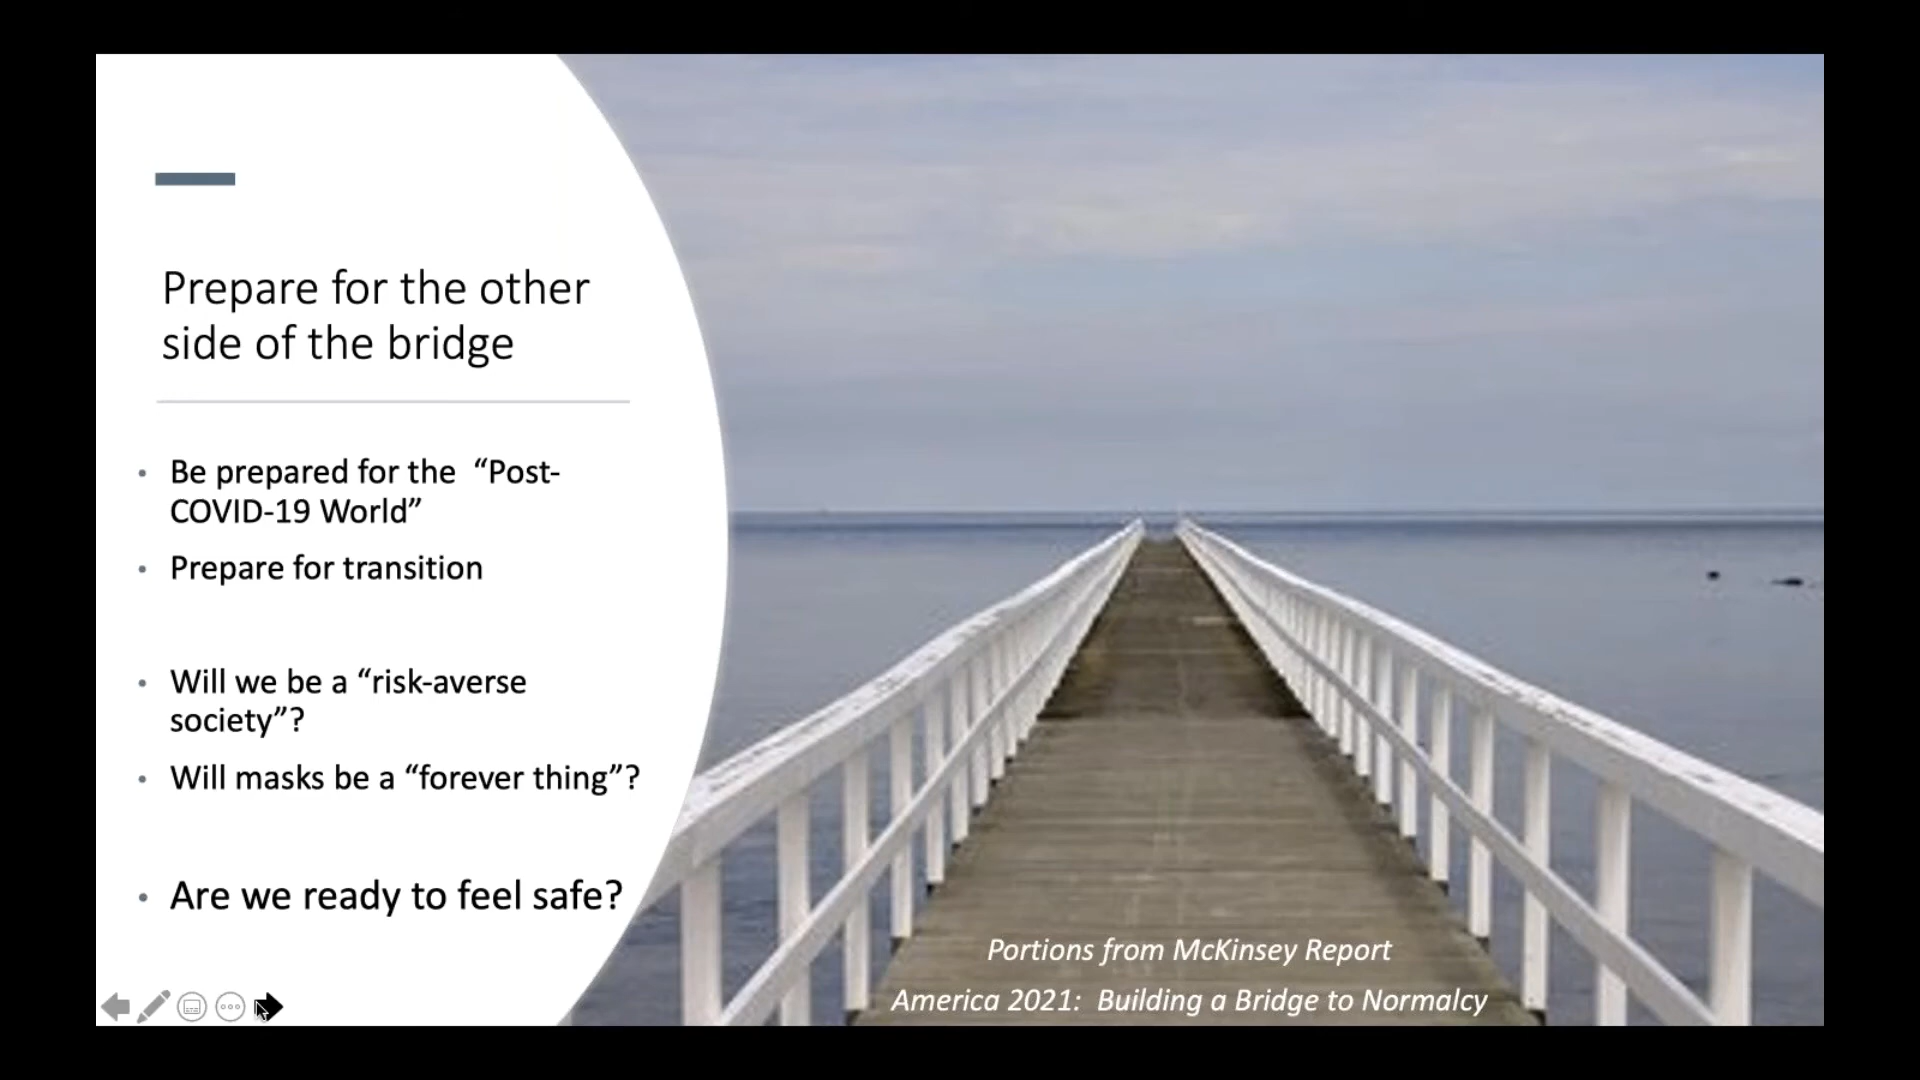 Prepare for the other
side of the bridge
• Be prepared for the  “Post-
COVID-19 World”
• Prepare for transition
• Will we be a “risk-averse
society”?
• Will masks be a “forever thing”?
• Are we ready to feel safe?
Portions from McKinsey Report
America 2021:  Building a Bridge to Normalcy